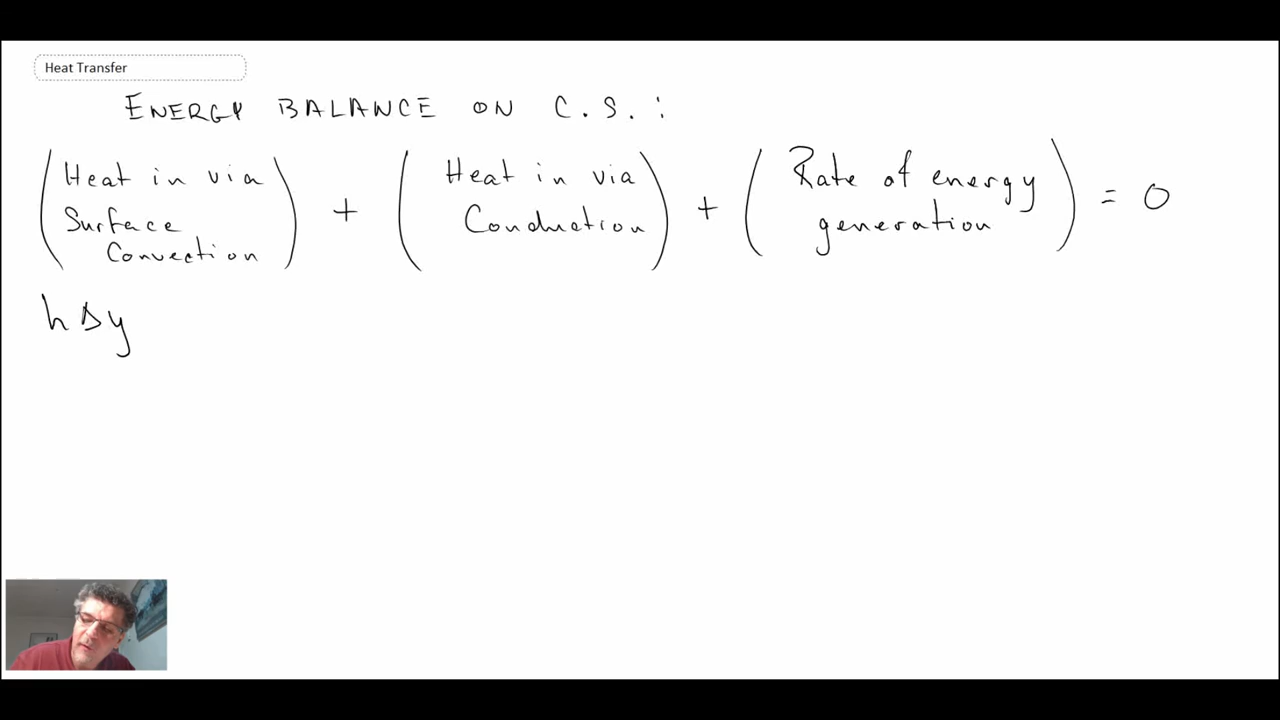 Heat Transfer
ENERGY BALANCE ON C.S.:
(Heat in via Surface Convection) + (Heat in via Conduction) + (Rate of energy generation) = 0
h Δy